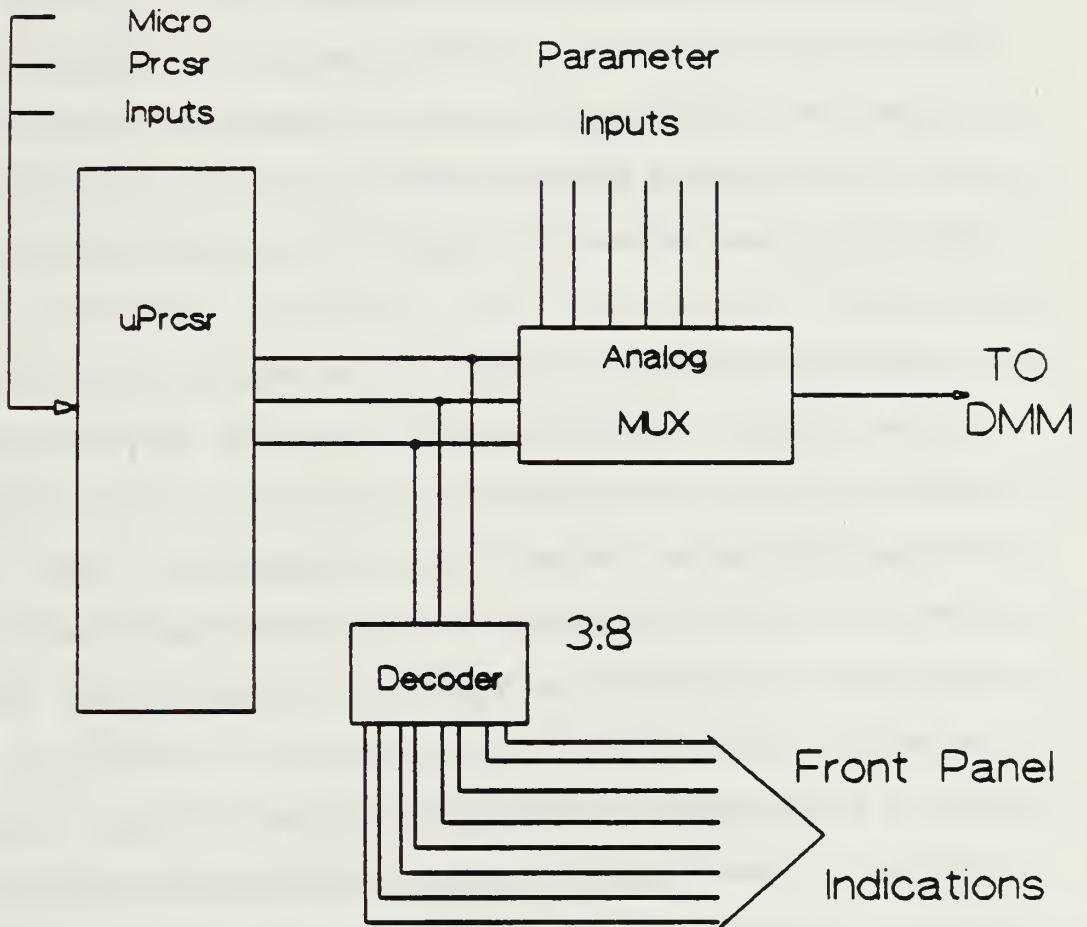 Micro
Prcsr
Inputs
Parameter
Inputs
uPrcsr
Analog
MUX
TO
DMM
3:8
Decoder
Front Panel
Indications